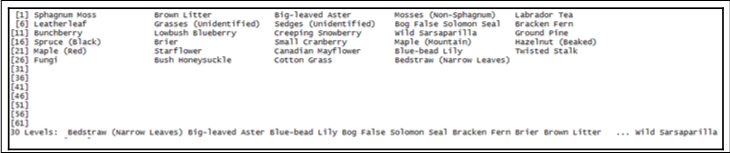 [1] Sphagnum Moss Brown Litter Big-leaved Aster Mosses (Non-Sphagnum) Labrador Tea
[6] Leatherleaf Grasses (Unidentified) Sedges (Unidentified) Bog False Solomon Seal Bracken Fern
[11] Bunchberry Lowbush Blueberry Creeping Snowberry Wild Sarsaparilla Ground Pine
[16] Spruce (Black) Brier Small Cranberry Maple (Mountain) Hazelnut (Beaked)
[21] Maple (Red) Starflower Canadian Mayflower Blue-bead Lily Twisted Stalk
[26] Fungi Bush Honeysuckle Cotton Grass Bedstraw (Narrow Leaves)
[31]
[36]
[41]
[46]
[51]
[56]
[61]
30 Levels: Bedstraw (Narrow Leaves) Big-leaved Aster Blue-bead Lily Bog False Solomon Seal Bracken Fern Brier Brown Litter ... Wild Sarsaparilla